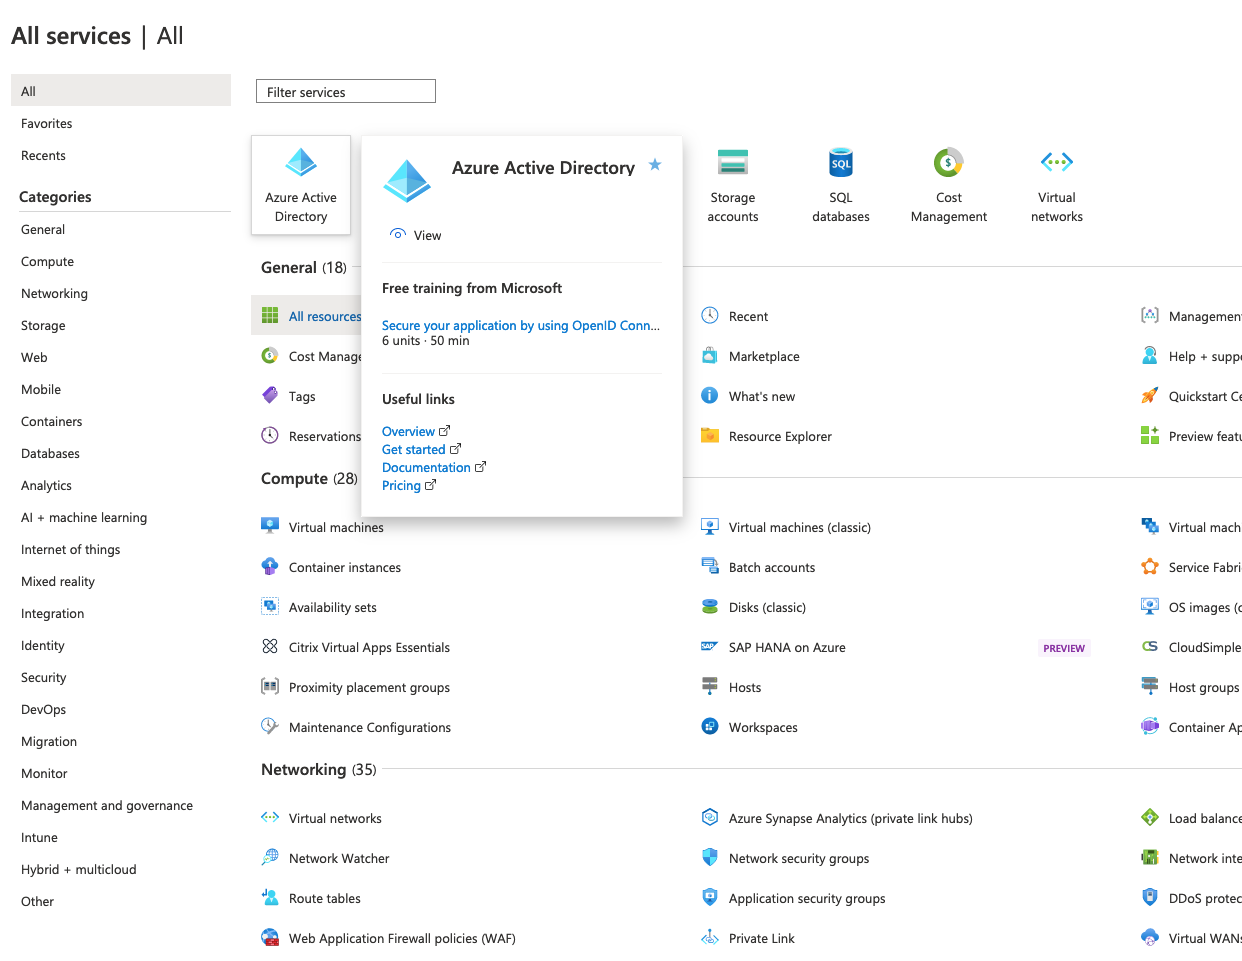 All services | All
All
Favorites
Recents
Categories
General
Compute
Networking
Storage
Web
Mobile
Containers
Databases
Analytics
AI + machine learning
Internet of things
Mixed reality
Integration
Identity
Security
DevOps
Migration
Monitor
Management and governance
Intune
Hybrid + multicloud
Other
Filter services
Azure Active
Directory
Azure Active Directory
View
Free training from Microsoft
Secure your application by using OpenID Conn...
6 units · 50 min
Useful links
Overview
Get started
Documentation
Pricing
Storage
accounts
SQL
SQL
databases
$
Cost
Management
Virtual
networks
General (18)
All resources
Recent
Management
$
Cost Manage
Marketplace
Help + suppo
Tags
What's new
Quickstart Ce
Reservations
Resource Explorer
Preview featu
Compute (28)
Virtual machines
Virtual machines (classic)
Virtual mach
Container instances
Batch accounts
Service Fabri
Availability sets
Disks (classic)
OS images (c
Citrix Virtual Apps Essentials
SAP
SAP HANA on Azure
PREVIEW
CS
CloudSimple
Proximity placement groups
Hosts
Host groups
Maintenance Configurations
Workspaces
Container Ap
Networking (35)
Virtual networks
Azure Synapse Analytics (private link hubs)
Load balance
Network Watcher
Network security groups
Network inte
Route tables
Application security groups
DDoS protec
Web Application Firewall policies (WAF)
Private Link
Virtual WANs